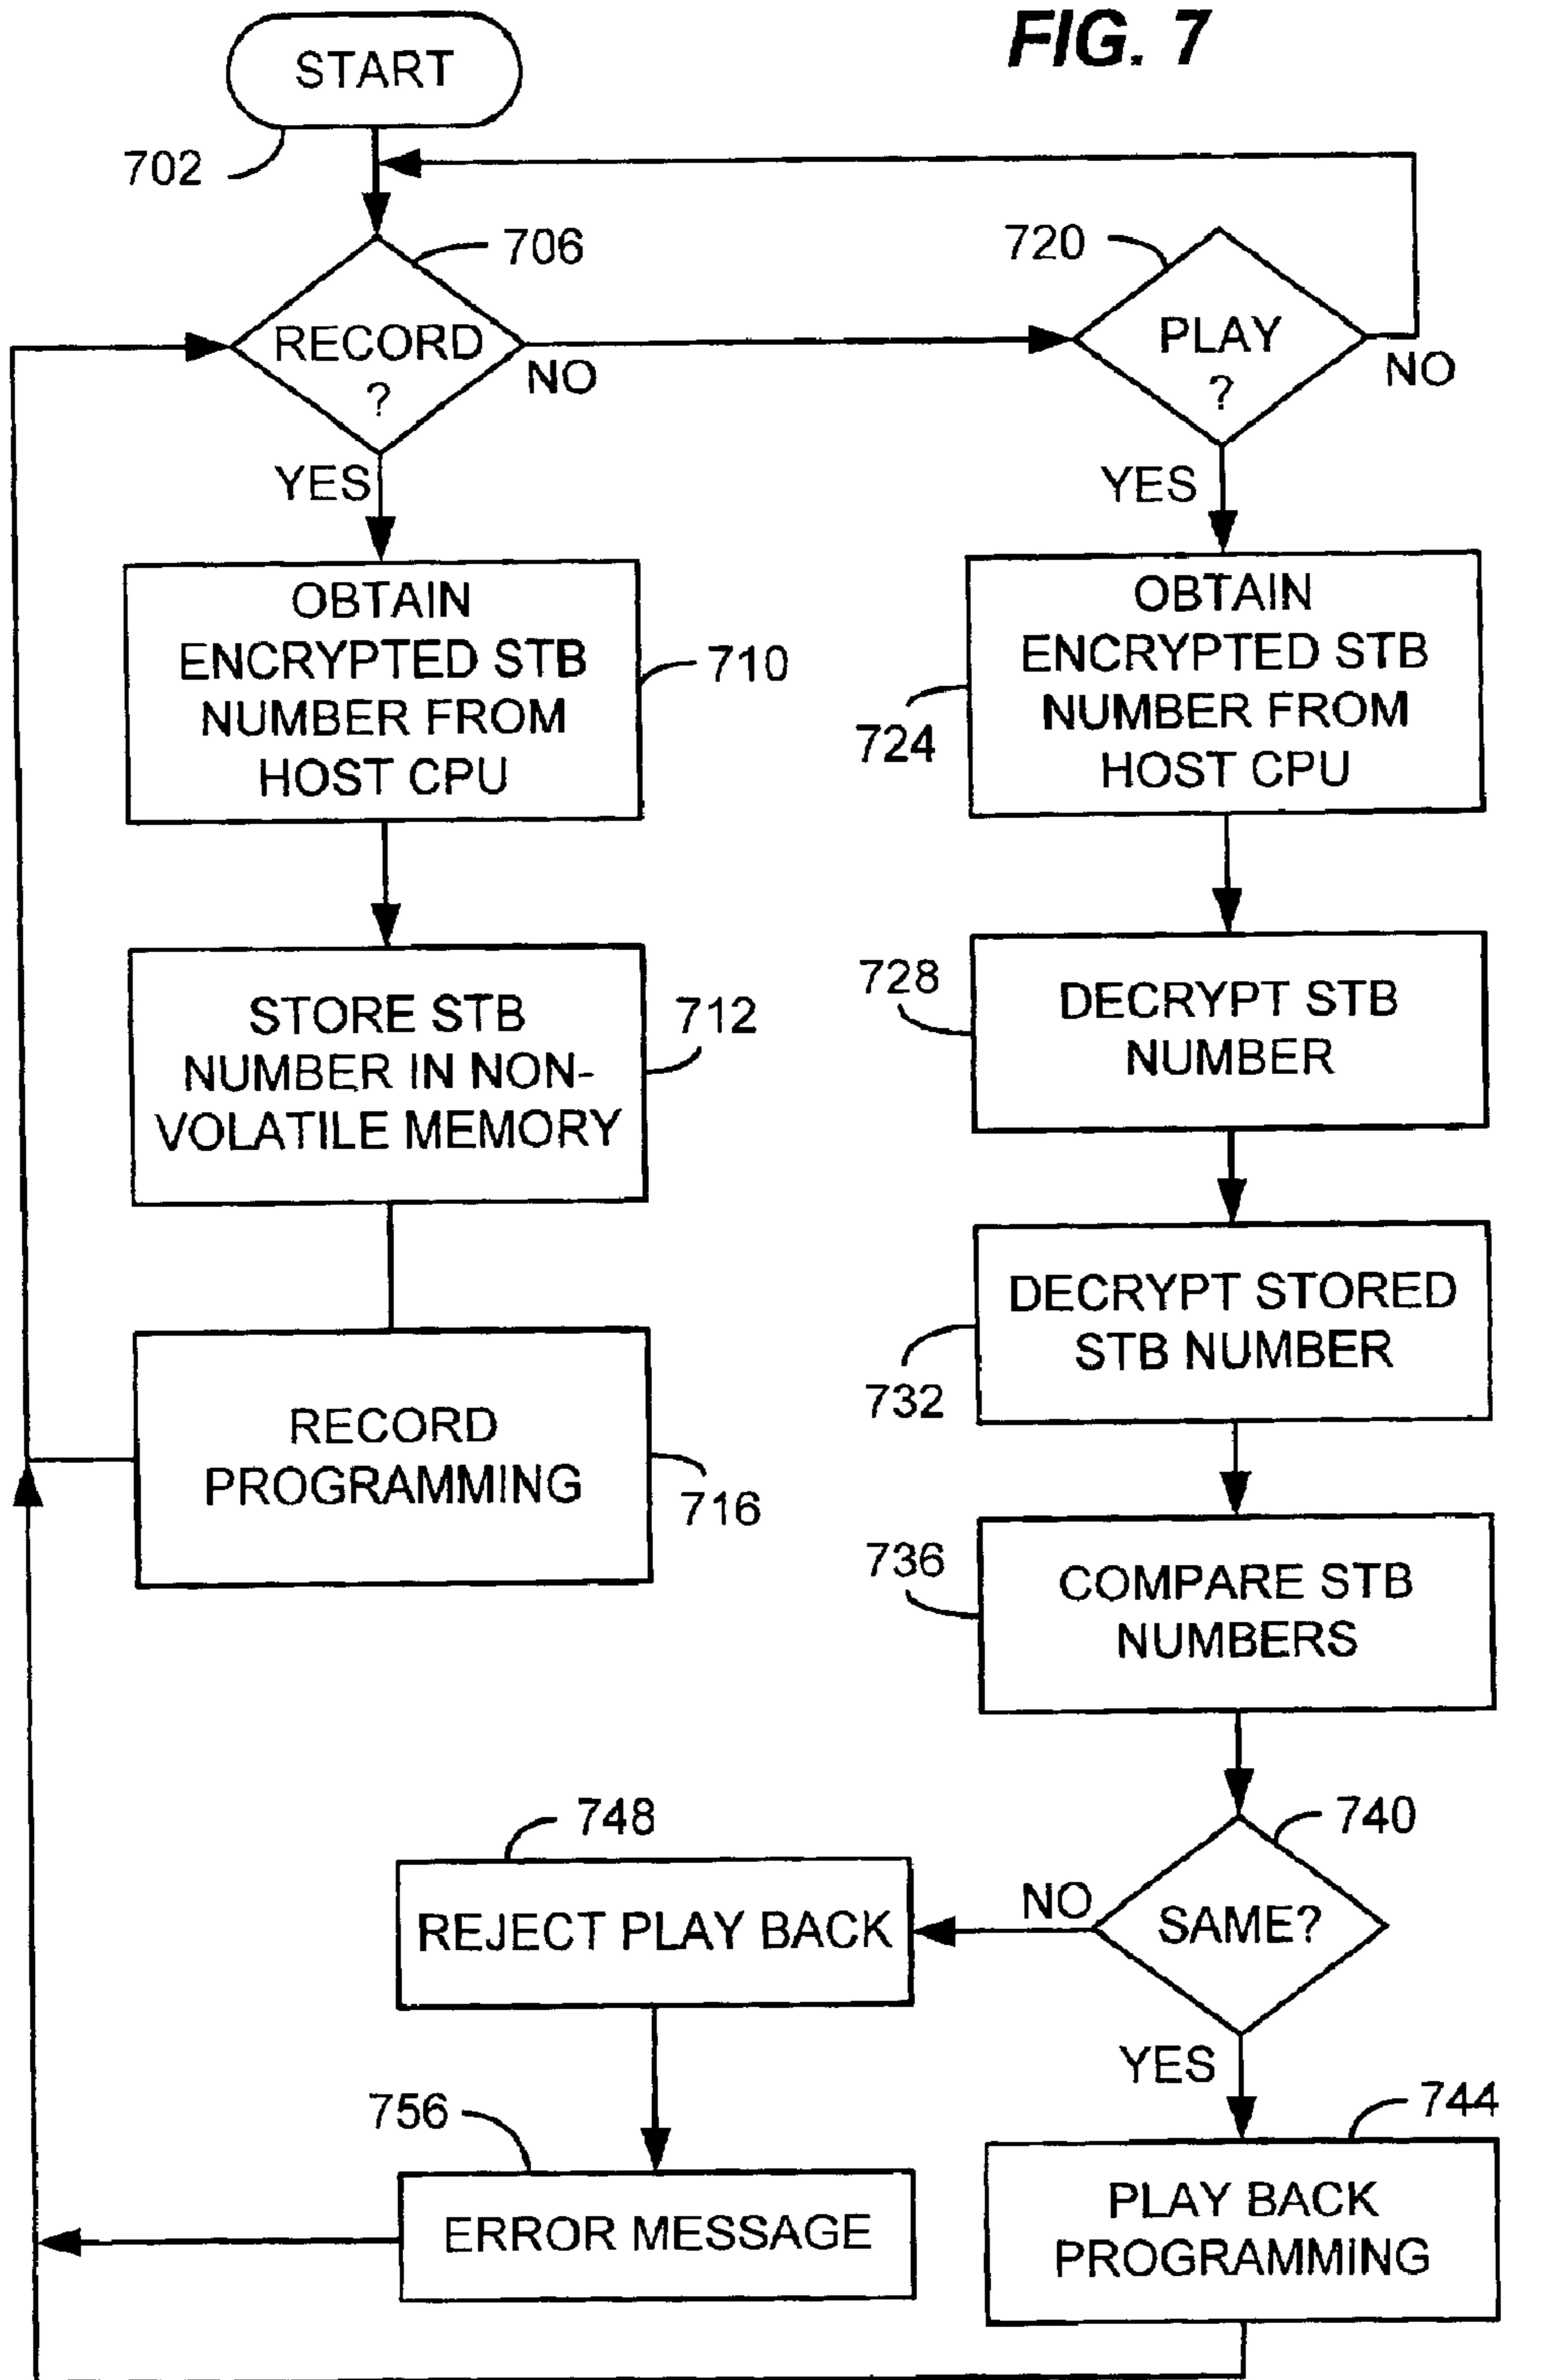 FIG. 7
START
702
706
RECORD
?
NO
YES
720
PLAY
?
NO
YES
OBTAIN
ENCRYPTED STB
NUMBER FROM
HOST CPU
710
OBTAIN
ENCRYPTED STB
NUMBER FROM
HOST CPU
724
STORE STB
NUMBER IN NON-
VOLATILE MEMORY
712
728
DECRYPT STB
NUMBER
RECORD
PROGRAMMING
716
DECRYPT STORED
STB NUMBER
732
736
COMPARE STB
NUMBERS
740
SAME?
NO
YES
748
REJECT PLAY BACK
756
ERROR MESSAGE
744
PLAY BACK
PROGRAMMING